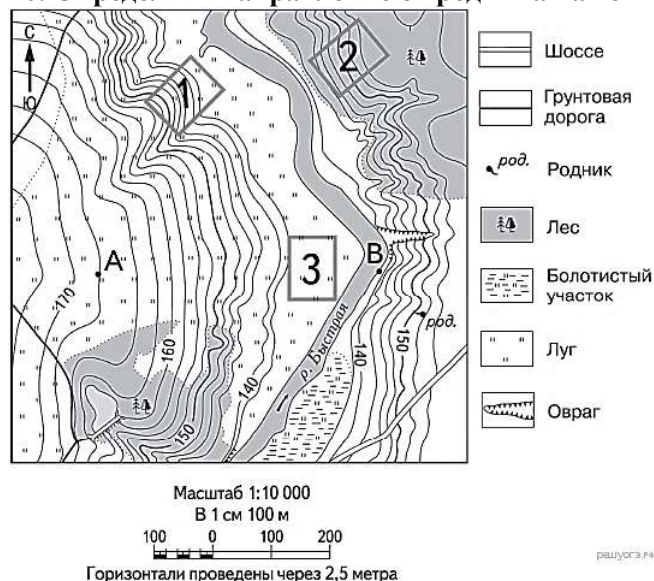 С
Ю
1
2
3
А
В
170
160
150
140
140
150
род.
р. Быстрая
Шоссе
Грунтовая
дорога
род.
Родник
Лес
Болотистый
участок
Луг
Овраг
Масштаб 1:10 000
В 1 см 100 м
100 0 100 200
Горизонтали проведены через 2,5 метра
решуогэ.рф